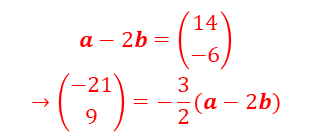 a − 2b = (14 −6)
→ (−21 9) = −3/2 (a − 2b)